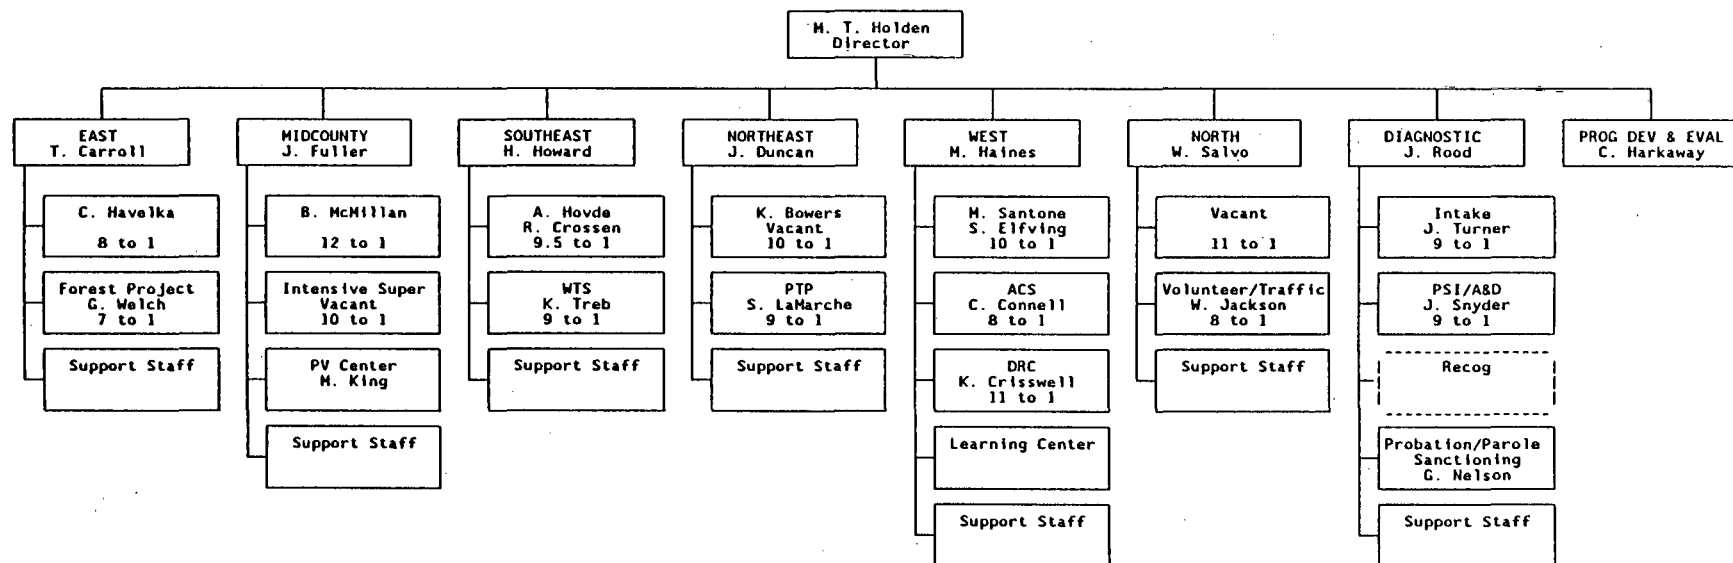 M. T. Holden
Director
EAST
T. Carroll
MIDCOUNTY
J. Fuller
SOUTHEAST
H. Howard
NORTHEAST
J. Duncan
WEST
M. Haines
NORTH
W. Salvo
DIAGNOSTIC
J. Rood
PROG DEV & EVAL
C. Harkaway
C. Havelka
8 to 1
Forest Project
G. Welch
7 to 1
Support Staff
B. McMillan
12 to 1
Intensive Super
Vacant
10 to 1
PV Center
M. King
Support Staff
A. Hovde
R. Crossen
9.5 to 1
WTS
K. Treb
9 to 1
Support Staff
K. Bowers
Vacant
10 to 1
PTP
S. LaMarche
9 to 1
Support Staff
M. Santone
S. Elfving
10 to 1
ACS
C. Connell
8 to 1
DRC
K. Crisswell
11 to 1
Learning Center
Support Staff
Vacant
11 to 1
Volunteer/Traffic
W. Jackson
8 to 1
Support Staff
Intake
J. Turner
9 to 1
PSI/A&D
J. Snyder
9 to 1
Recog
Probation/Parole
Sanctioning
G. Nelson
Support Staff